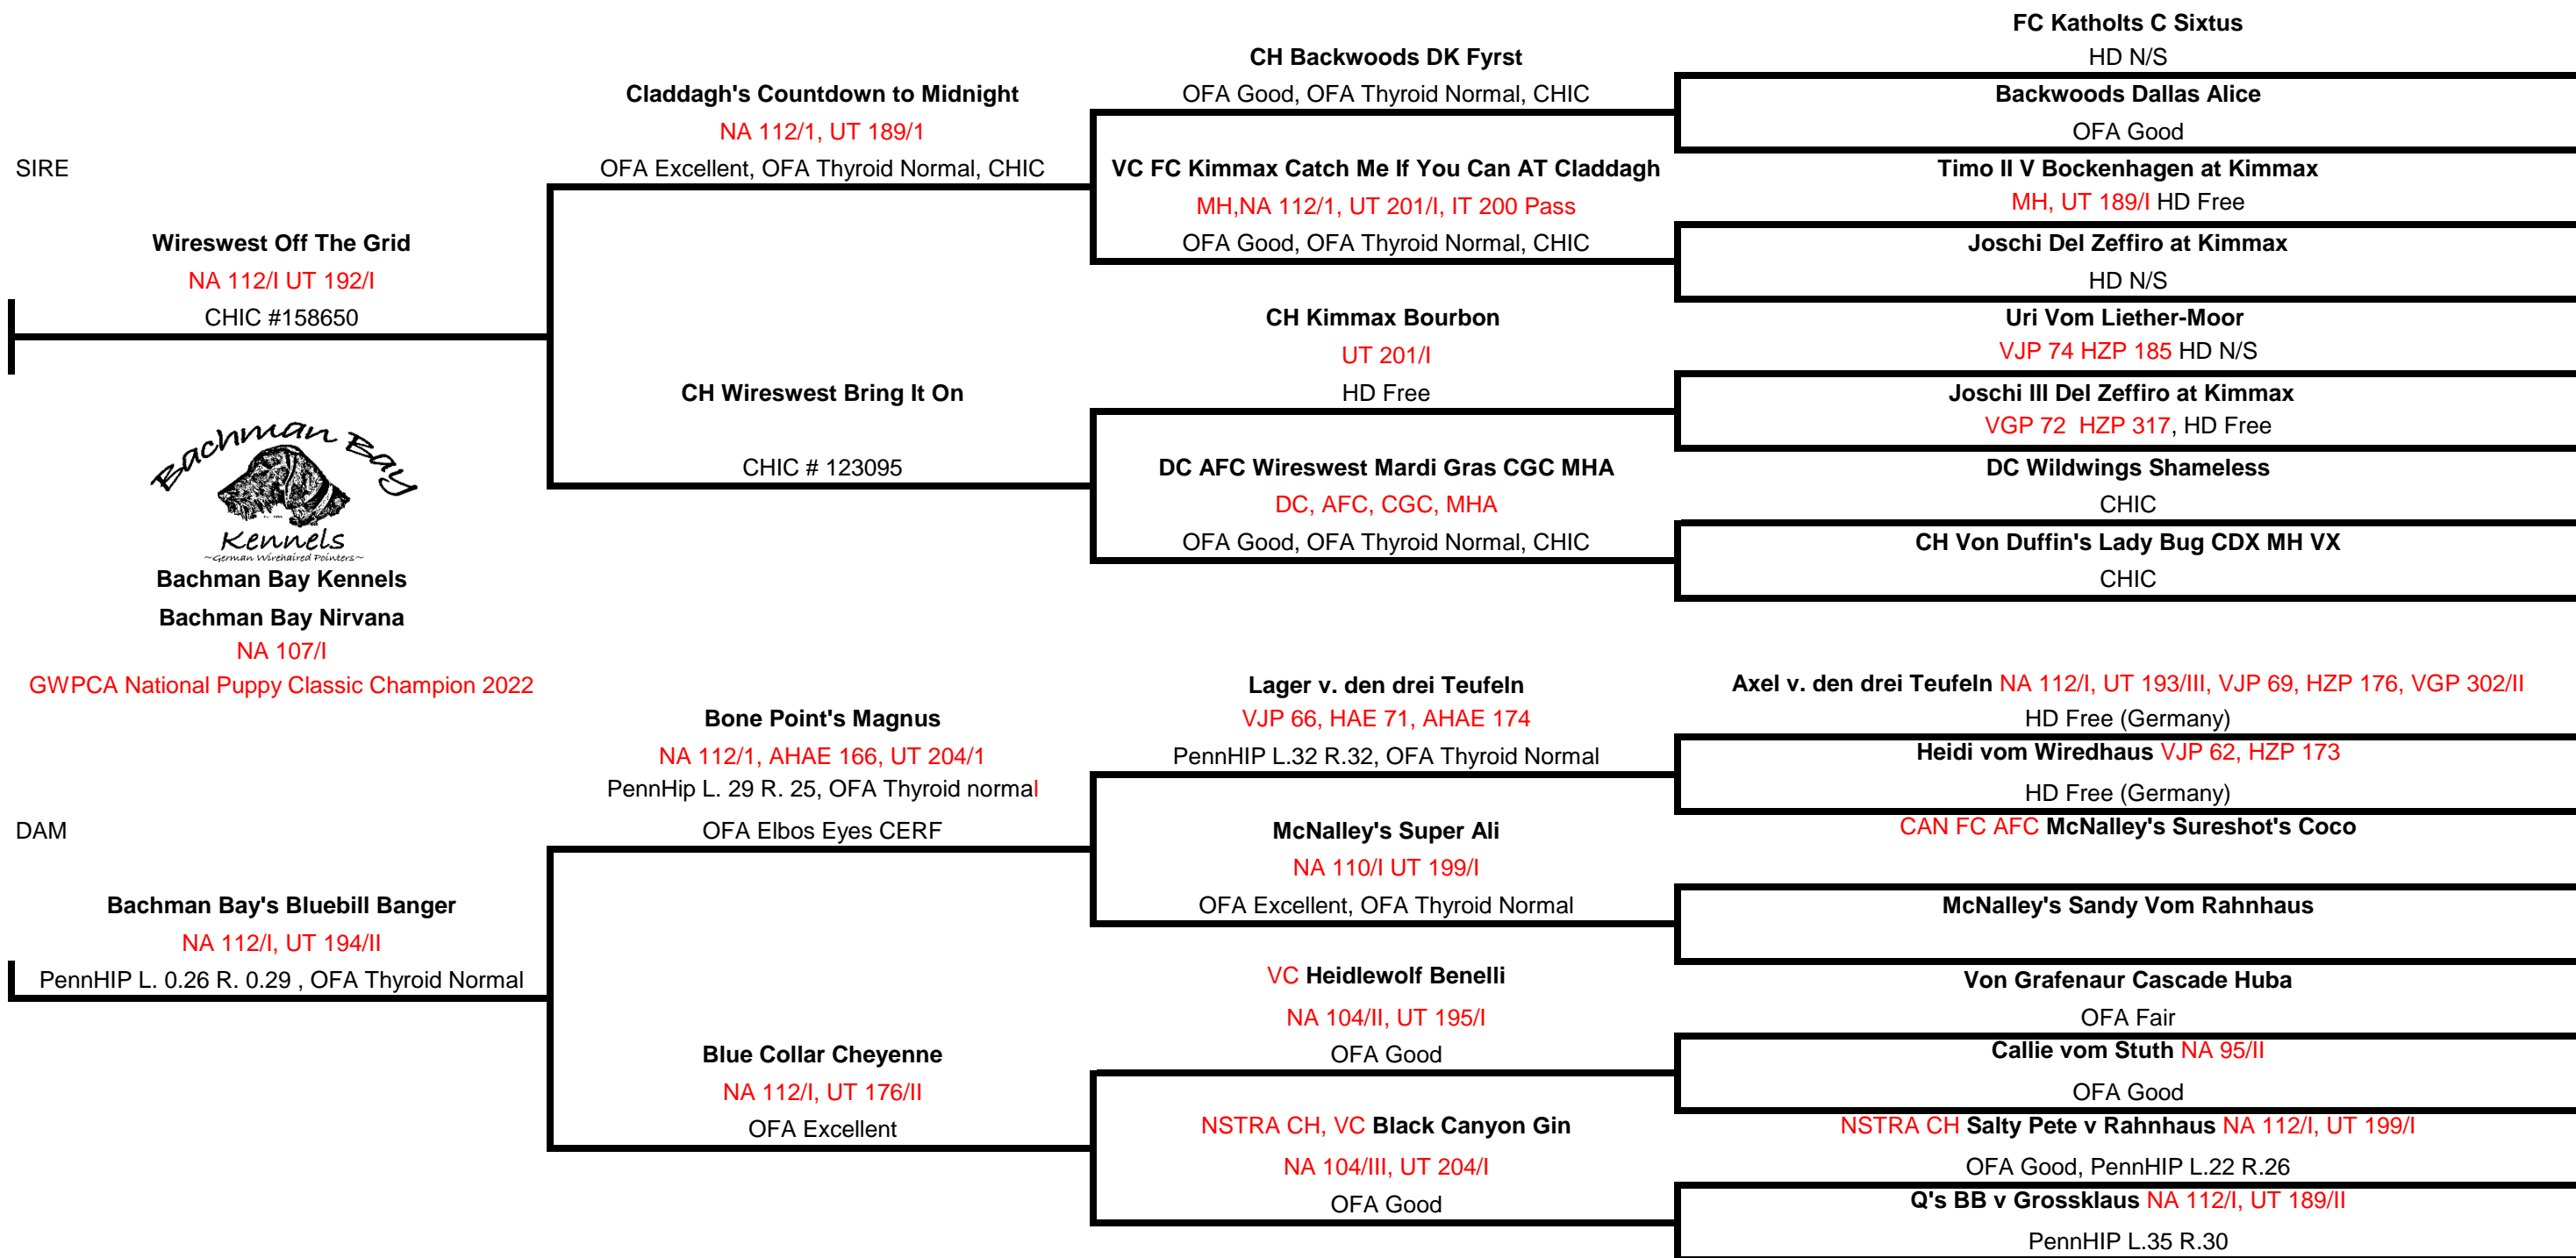 SIRE
Wireswest Off The Grid
NA 112/I UT 192/I
CHIC #158650
Bachman Bay
Kennels
~German Wirehaired Pointers~
Bachman Bay Kennels
Bachman Bay Nirvana
NA 107/I
GWPCA National Puppy Classic Champion 2022
DAM
Bachman Bay's Bluebill Banger
NA 112/I, UT 194/II
PennHIP L. 0.26 R. 0.29 , OFA Thyroid Normal
Claddagh's Countdown to Midnight
NA 112/1, UT 189/1
OFA Excellent, OFA Thyroid Normal, CHIC
CH Wireswest Bring It On
CHIC # 123095
Bone Point's Magnus
NA 112/1, AHAE 166, UT 204/1
PennHip L. 29 R. 25, OFA Thyroid normal
OFA Elbos Eyes CERF
Blue Collar Cheyenne
NA 112/I, UT 176/II
OFA Excellent
CH Backwoods DK Fyrst
OFA Good, OFA Thyroid Normal, CHIC
VC FC Kimmax Catch Me If You Can AT Claddagh
MH,NA 112/1, UT 201/I, IT 200 Pass
OFA Good, OFA Thyroid Normal, CHIC
CH Kimmax Bourbon
UT 201/I
HD Free
DC AFC Wireswest Mardi Gras CGC MHA
DC, AFC, CGC, MHA
OFA Good, OFA Thyroid Normal, CHIC
Lager v. den drei Teufeln
VJP 66, HAE 71, AHAE 174
PennHIP L.32 R.32, OFA Thyroid Normal
McNalley's Super Ali
NA 110/I UT 199/I
OFA Excellent, OFA Thyroid Normal
VC Heidlewolf Benelli
NA 104/II, UT 195/I
OFA Good
NSTRA CH, VC Black Canyon Gin
NA 104/III, UT 204/I
OFA Good
FC Katholts C Sixtus
HD N/S
Backwoods Dallas Alice
OFA Good
Timo II V Bockenhagen at Kimmax
MH, UT 189/I HD Free
Joschi Del Zeffiro at Kimmax
HD N/S
Uri Vom Liether-Moor
VJP 74 HZP 185 HD N/S
Joschi III Del Zeffiro at Kimmax
VGP 72 HZP 317, HD Free
DC Wildwings Shameless
CHIC
CH Von Duffin's Lady Bug CDX MH VX
CHIC
Axel v. den drei Teufeln NA 112/I, UT 193/III, VJP 69, HZP 176, VGP 302/II
HD Free (Germany)
Heidi vom Wiredhaus VJP 62, HZP 173
HD Free (Germany)
CAN FC AFC McNalley's Sureshot's Coco
McNalley's Sandy Vom Rahnhaus
Von Grafenaur Cascade Huba
OFA Fair
Callie vom Stuth NA 95/II
OFA Good
NSTRA CH Salty Pete v Rahnhaus NA 112/I, UT 199/I
OFA Good, PennHIP L.22 R.26
Q's BB v Grossklaus NA 112/I, UT 189/II
PennHIP L.35 R.30